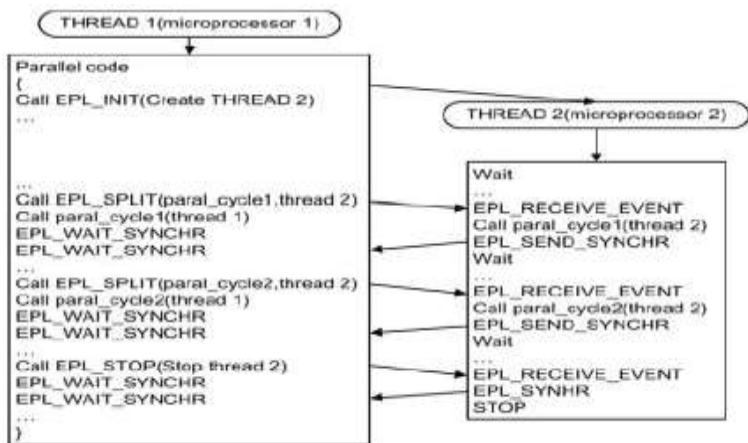 THREAD 1(microprocessor 1)
Parallel code
{
Call EPL_INIT(Create THREAD 2)
...
...
Call EPL_SPLIT(paral_cycle1,thread 2)
Call paral_cycle1(thread 1)
EPL_WAIT_SYNCHR
EPL_WAIT_SYNCHR
...
Call EPL_SPLIT(paral_cycle2,thread 2)
Call paral_cycle2(thread 1)
EPL_WAIT_SYNCHR
EPL_WAIT_SYNCHR
...
Call EPL_STOP(Stop thread 2)
EPL_WAIT_SYNCHR
EPL_WAIT_SYNCHR
...
}
THREAD 2(microprocessor 2)
Wait
...
EPL_RECEIVE_EVENT
Call paral_cycle1(thread 2)
EPL_SEND_SYNCHR
Wait
...
EPL_RECEIVE_EVENT
Call paral_cycle2(thread 2)
EPL_SEND_SYNCHR
Wait
...
EPL_RECEIVE_EVENT
EPL_SYNHR
STOP